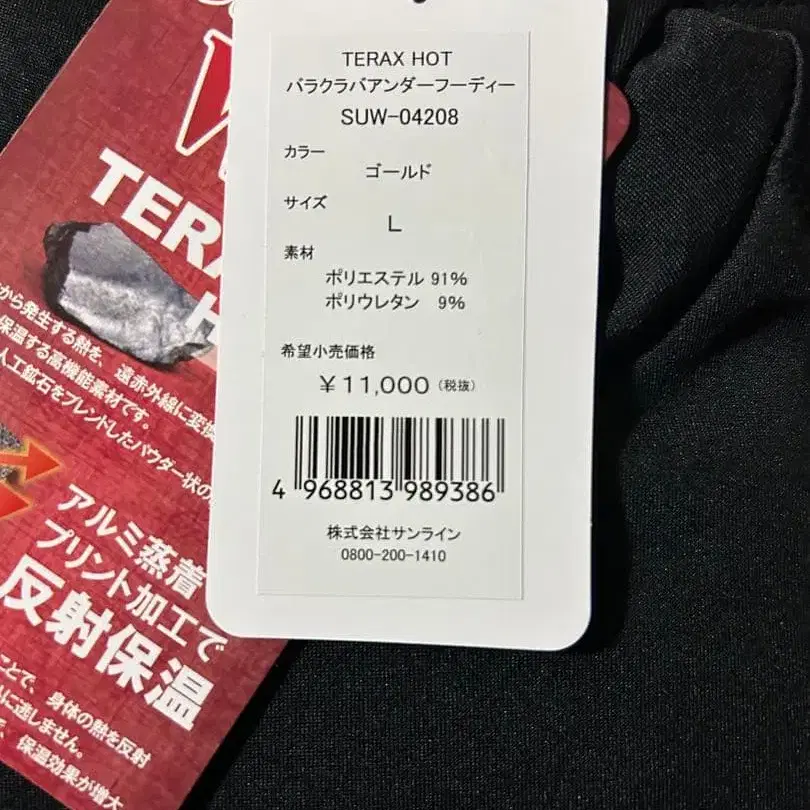 TERAX HOT
バラクラバアンダーフーディー
SUW-04208
カラー
ゴールド
サイズ
L
素材
ポリエステル 91%
ポリウレタン 9%
希望小売価格
¥11,000（税抜）
4 968813 989386
株式会社サンライン
0800-200-1410
TERA
H
から発生する熱を、遠赤外線に変換
保温する高機能素材です。
人工鉱石をブレンドしたパウダー状の
アルミ蒸着
プリント加工で
反射保温
ことで、身体の熱を反射
に逃しません。
で、保温効果が増大